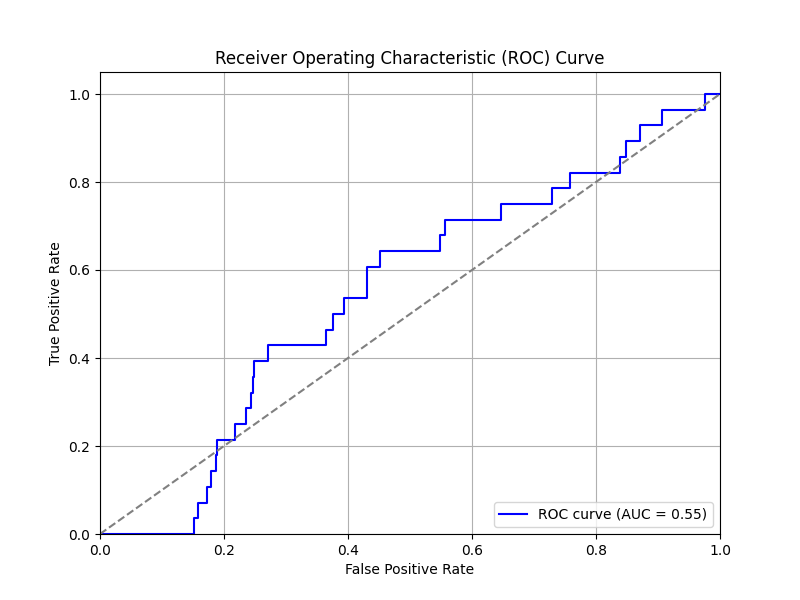 Receiver Operating Characteristic (ROC) Curve
1.0
0.8
0.6
0.4
0.2
0.0
True Positive Rate
ROC curve (AUC = 0.55)
0.0 0.2 0.4 0.6 0.8 1.0
False Positive Rate